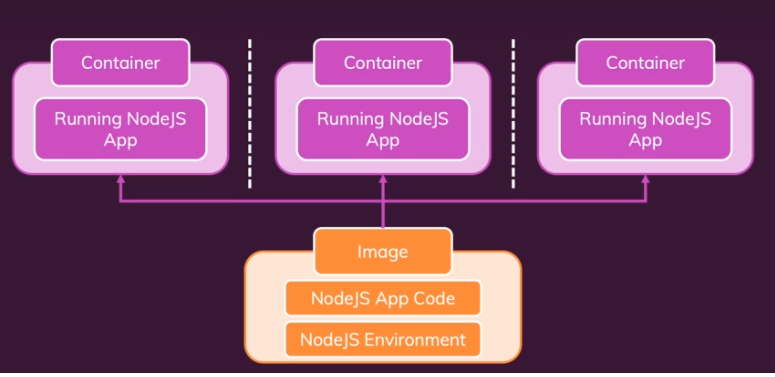 Container
Container
Container
Running NodeJS
App
Running NodeJS
App
Running NodeJS
App
Image
NodeJS App Code
NodeJS Environment